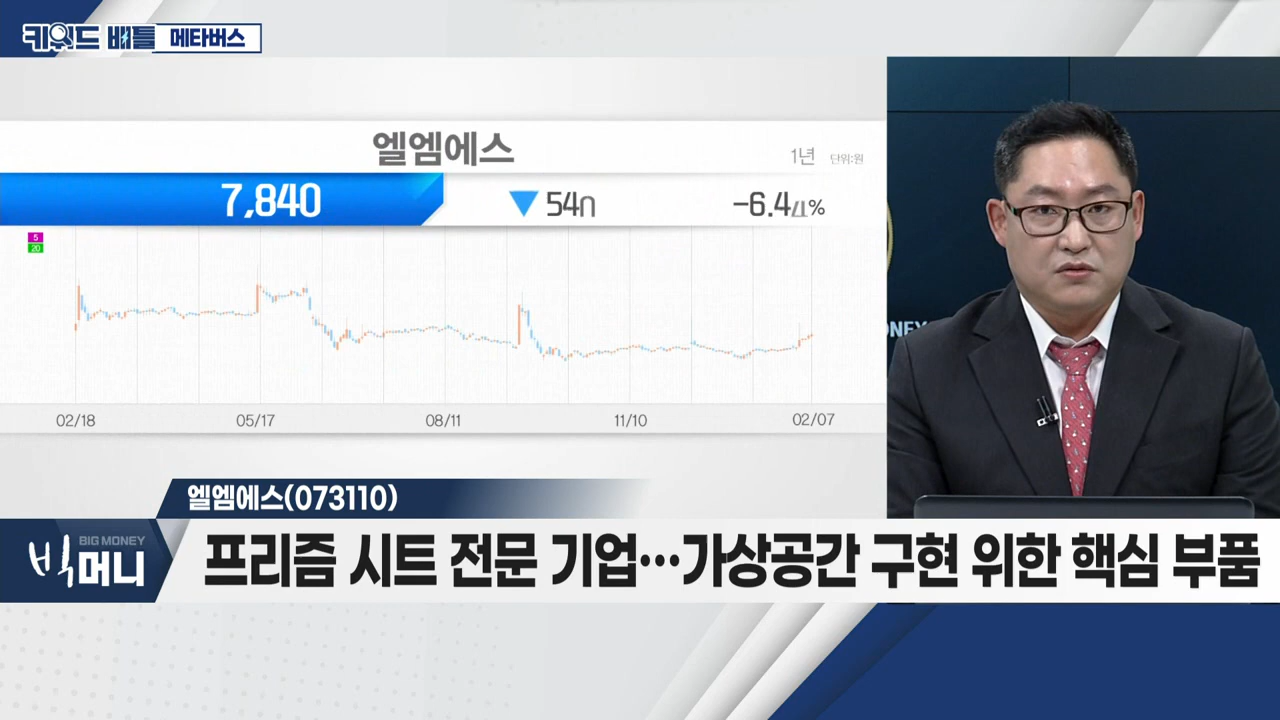 키워드 배틀 메타버스
엘엠에스
1년 단위:원
7,840 ▼
5
20
02/18 05/17 08/11 11/10 02/07
엘엠에스(073110)
BIG MONEY
빅머니
프리즘 시트 전문 기업…가상공간 구현 위한 핵심 부품